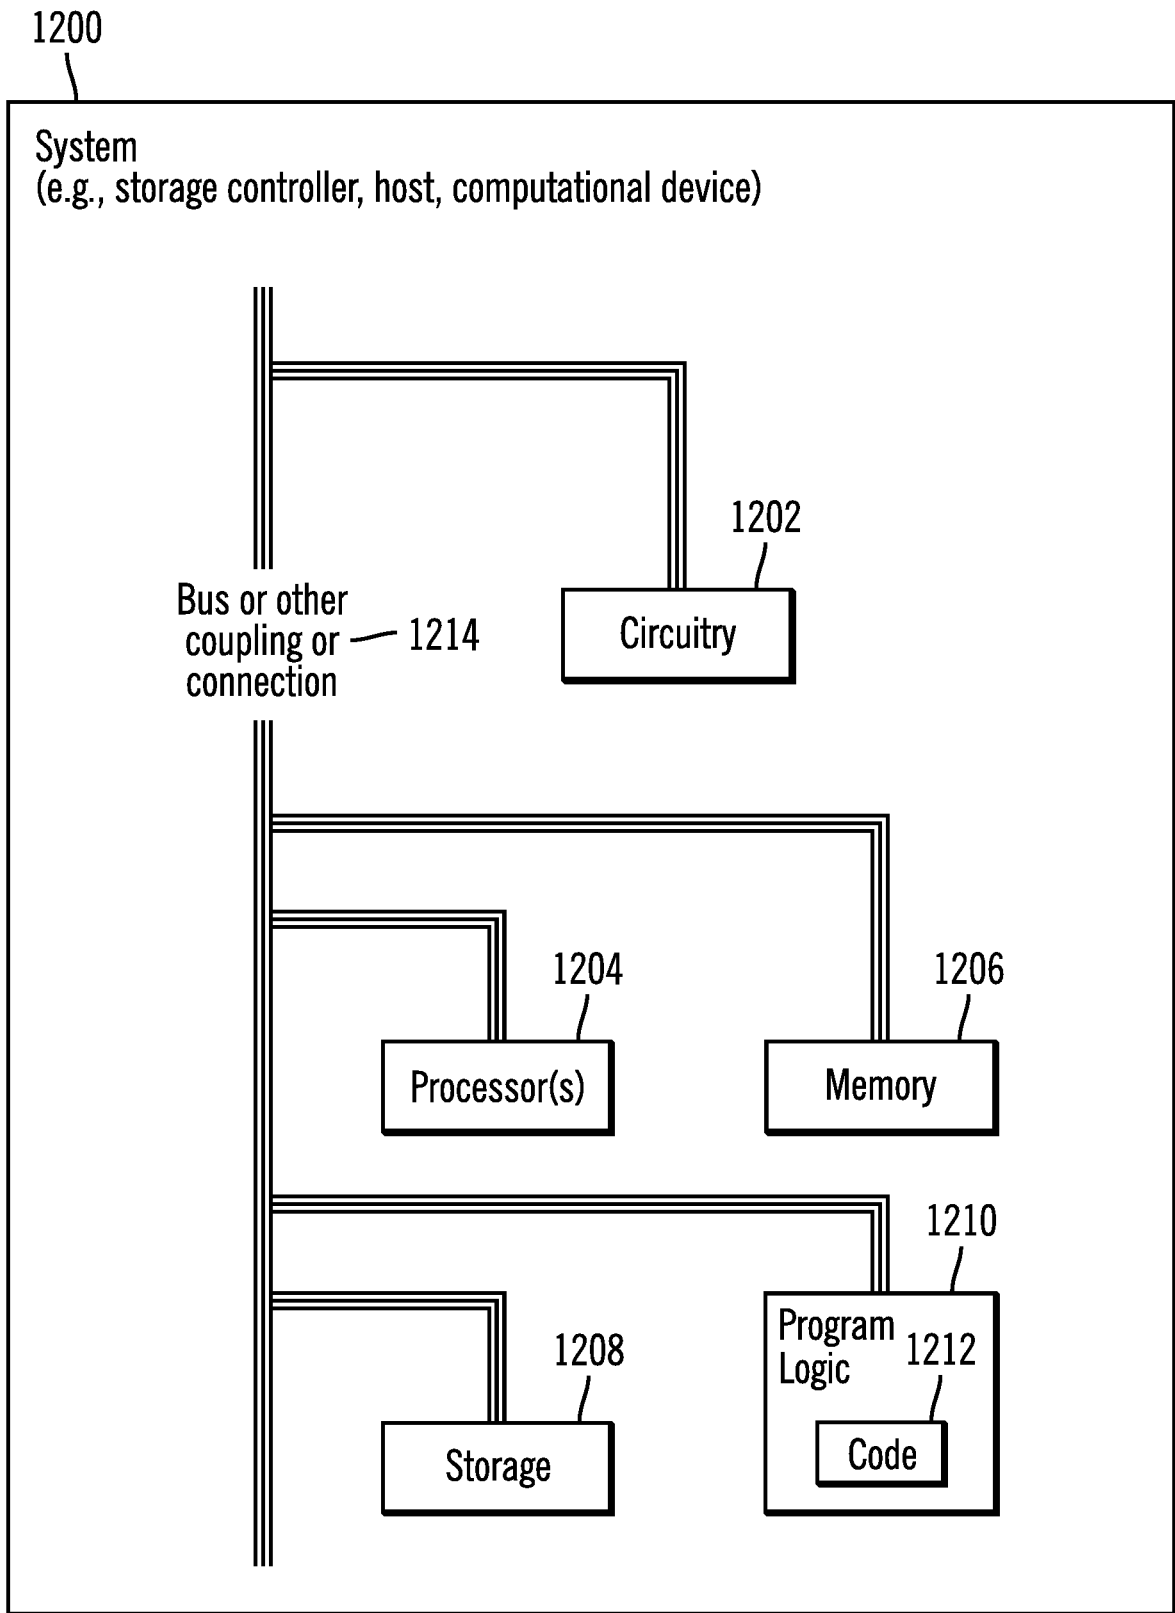 1200
System
(e.g., storage controller, host, computational device)
1202
Circuitry
Bus or other
coupling or
connection
1214
1204
Processor(s)
1206
Memory
1210
Program
Logic
1212
Code
1208
Storage